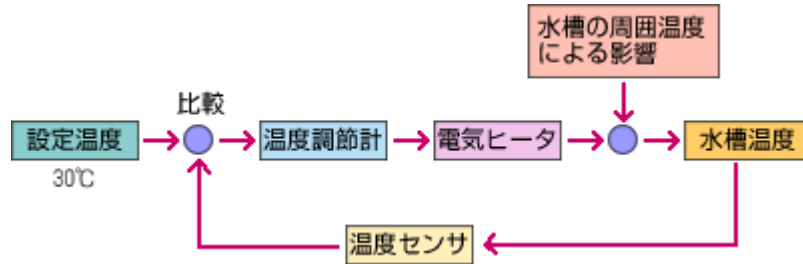 水槽の周囲温度
による影響
比較
設定温度
温度調節計
電気ヒータ
水槽温度
30℃
温度センサ